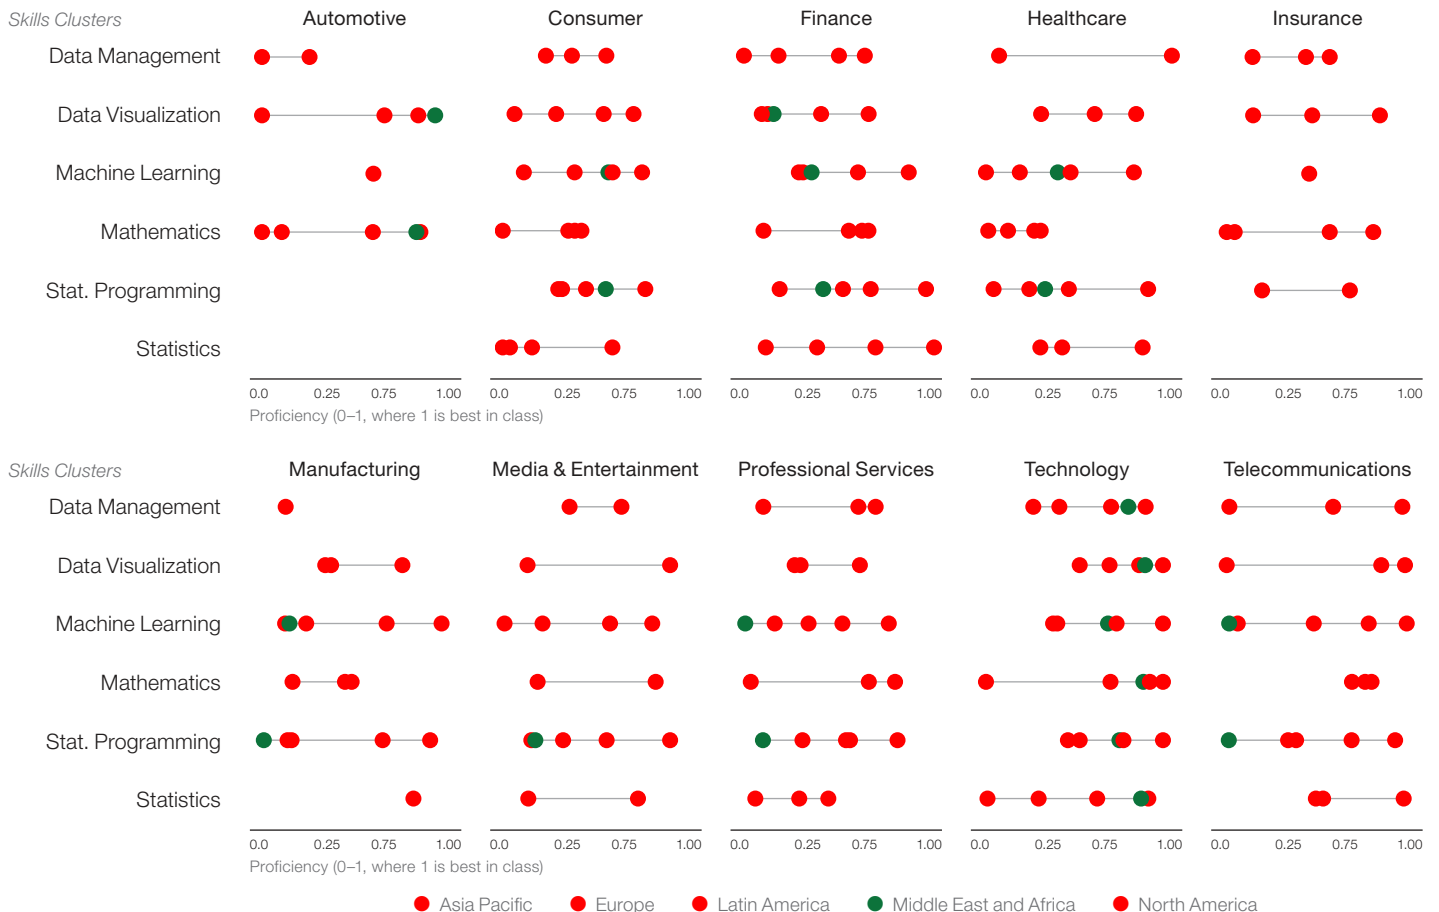 Skills Clusters Automotive Consumer Finance Healthcare Insurance
Data Management
Data Visualization
Machine Learning
Mathematics
Stat. Programming
Statistics
0.0 0.25 0.75 1.00 0.0 0.25 0.75 1.00 0.0 0.25 0.75 1.00 0.0 0.25 0.75 1.00 0.0 0.25 0.75 1.00
Proficiency (0–1, where 1 is best in class)
Skills Clusters Manufacturing Media & Entertainment Professional Services Technology Telecommunications
Data Management
Data Visualization
Machine Learning
Mathematics
Stat. Programming
Statistics
0.0 0.25 0.75 1.00 0.0 0.25 0.75 1.00 0.0 0.25 0.75 1.00 0.0 0.25 0.75 1.00 0.0 0.25 0.75 1.00
Proficiency (0–1, where 1 is best in class)
Asia Pacific Europe Latin America Middle East and Africa North America